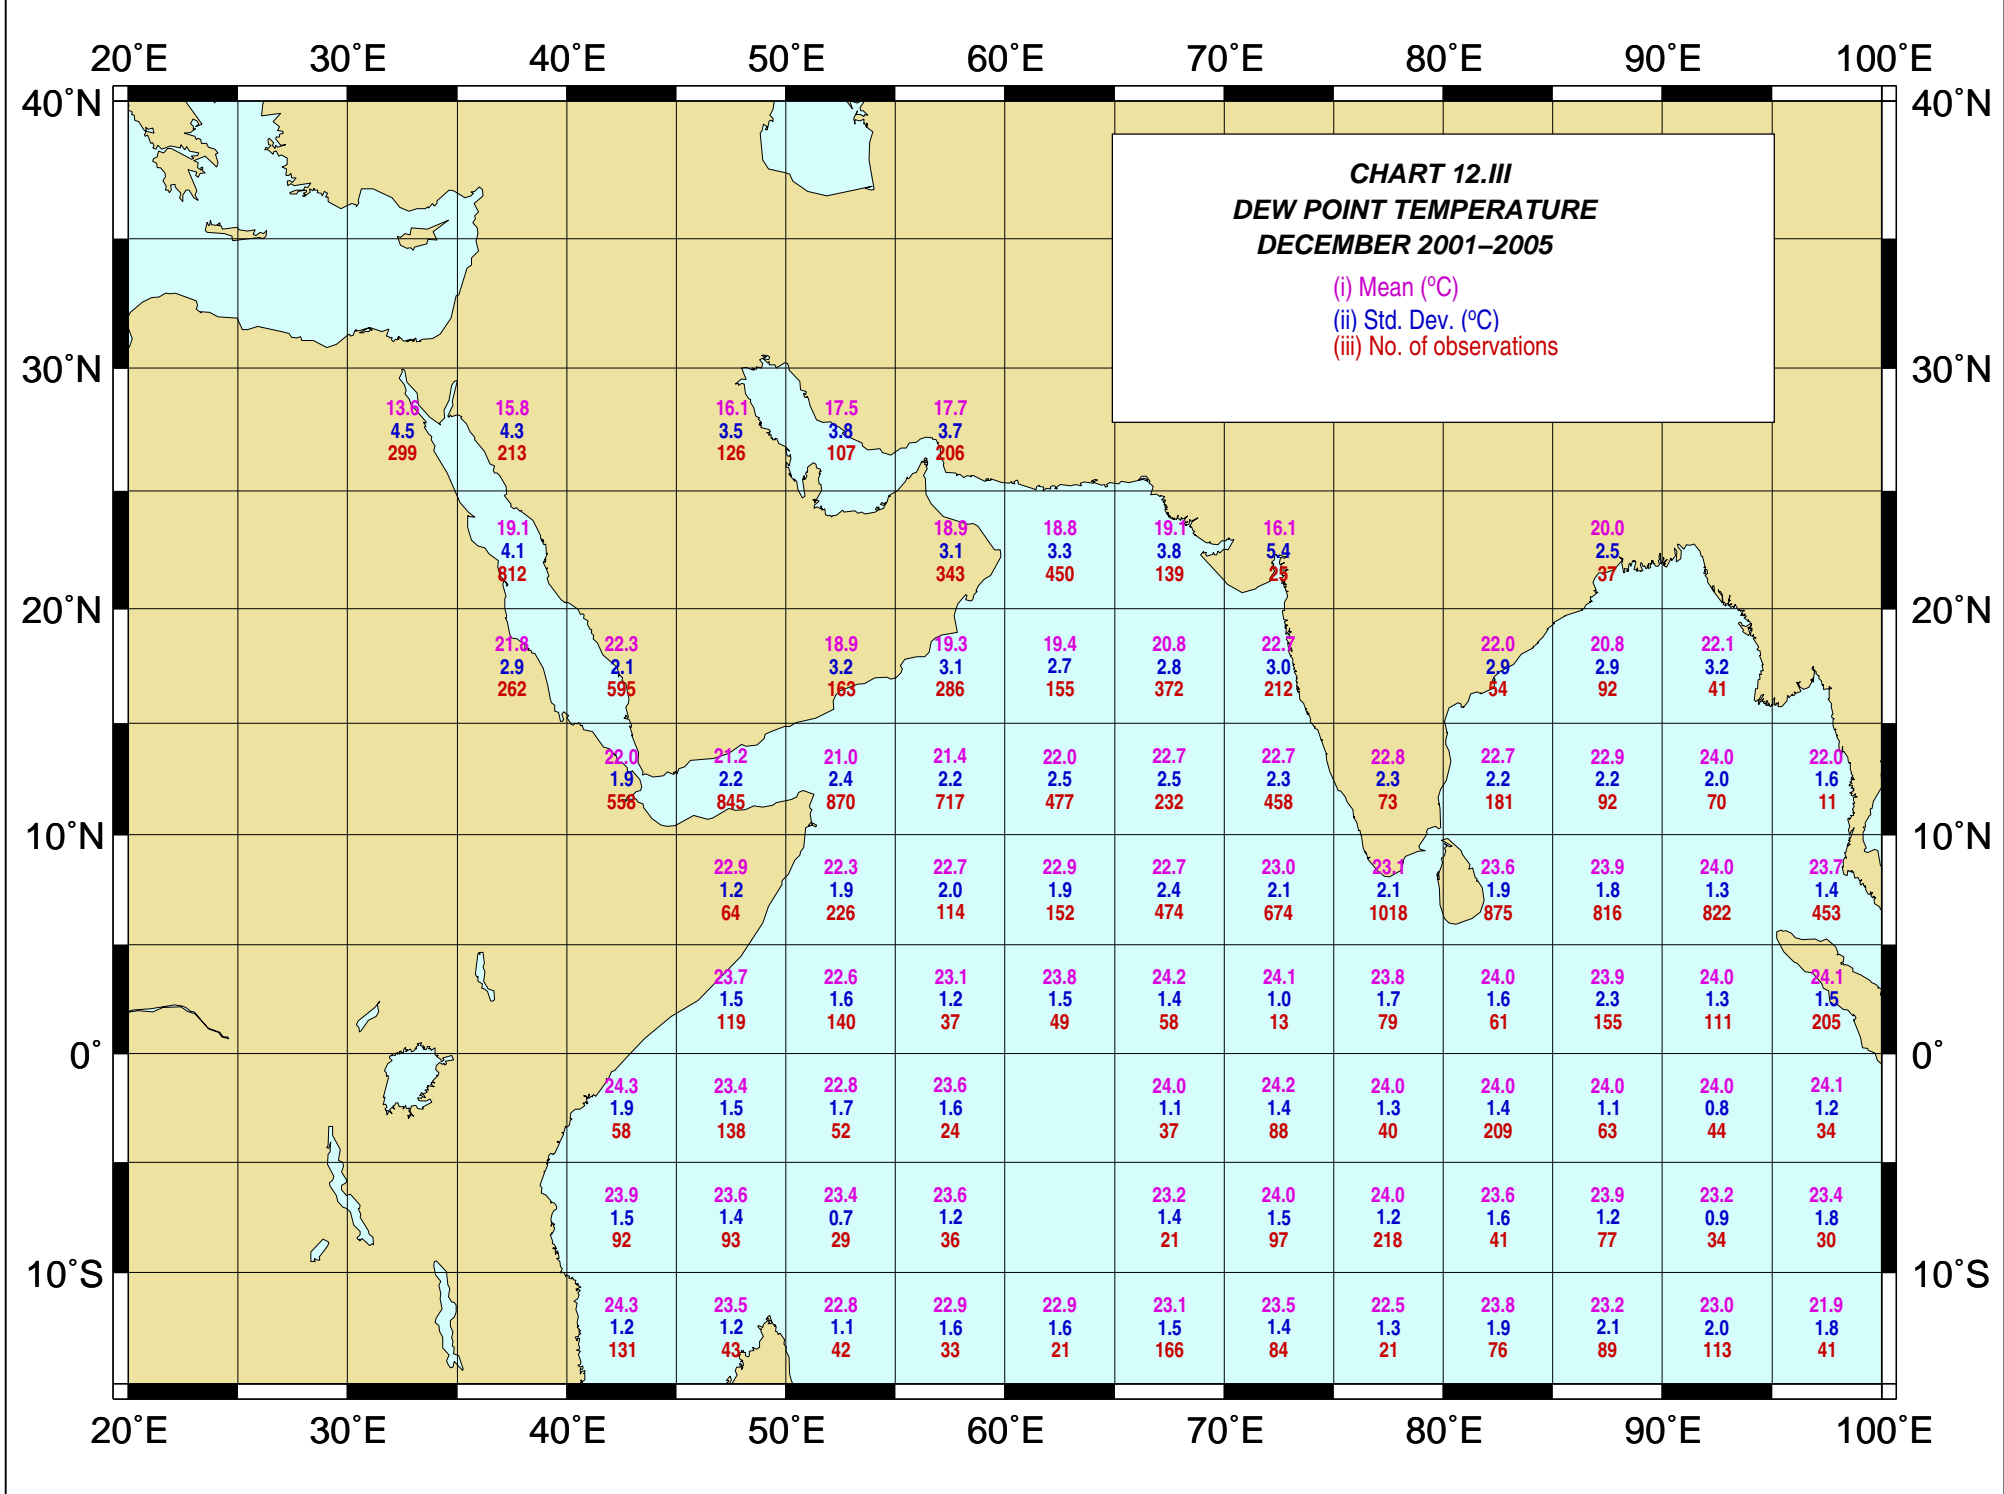 20˚E 30˚E 40˚E 50˚E 60˚E 70˚E 80˚E 90˚E 100˚E
40˚N 40˚N
CHART 12.III
DEW POINT TEMPERATURE
DECEMBER 2001–2005
(i) Mean (ºC)
(ii) Std. Dev. (ºC)
(iii) No. of observations
30˚N 30˚N
13.6 15.8 16.1 17.5 17.7
4.5 4.3 3.5 3.8 3.7
299 213 126 107 206
19.1 18.9 18.8 19.1 16.1 20.0
4.1 3.1 3.3 3.8 5.4 2.5
812 343 450 139 25 37
20˚N 20˚N
21.8 22.3 18.9 19.3 19.4 20.8 22.7 22.0 20.8 22.1
2.9 2.1 3.2 3.1 2.7 2.8 3.0 2.9 2.9 3.2
262 595 163 286 155 372 212 54 92 41
22.0 21.2 21.0 21.4 22.0 22.7 22.7 22.8 22.7 22.9 24.0 22.0
1.9 2.2 2.4 2.2 2.5 2.5 2.3 2.3 2.2 2.2 2.0 1.6
558 845 870 717 477 232 458 73 181 92 70 11
10˚N 10˚N
22.9 22.3 22.7 22.9 22.7 23.0 23.1 23.6 23.9 24.0 23.7
1.2 1.9 2.0 1.9 2.4 2.1 2.1 1.9 1.8 1.3 1.4
64 226 114 152 474 674 1018 875 816 822 453
23.7 22.6 23.1 23.8 24.2 24.1 23.8 24.0 23.9 24.0 24.1
1.5 1.6 1.2 1.5 1.4 1.0 1.7 1.6 2.3 1.3 1.5
119 140 37 49 58 13 79 61 155 111 205
0˚ 0˚
24.3 23.4 22.8 23.6 24.0 24.2 24.0 24.0 24.0 24.0 24.1
1.9 1.5 1.7 1.6 1.1 1.4 1.3 1.4 1.1 0.8 1.2
58 138 52 24 37 88 40 209 63 44 34
23.9 23.6 23.4 23.6 23.2 24.0 24.0 23.6 23.9 23.2 23.4
1.5 1.4 0.7 1.2 1.4 1.5 1.2 1.6 1.2 0.9 1.8
92 93 29 36 21 97 218 41 77 34 30
10˚S 10˚S
24.3 23.5 22.8 22.9 22.9 23.1 23.5 22.5 23.8 23.2 23.0 21.9
1.2 1.2 1.1 1.6 1.6 1.5 1.4 1.3 1.9 2.1 2.0 1.8
131 43 42 33 21 166 84 21 76 89 113 41
20˚E 30˚E 40˚E 50˚E 60˚E 70˚E 80˚E 90˚E 100˚E